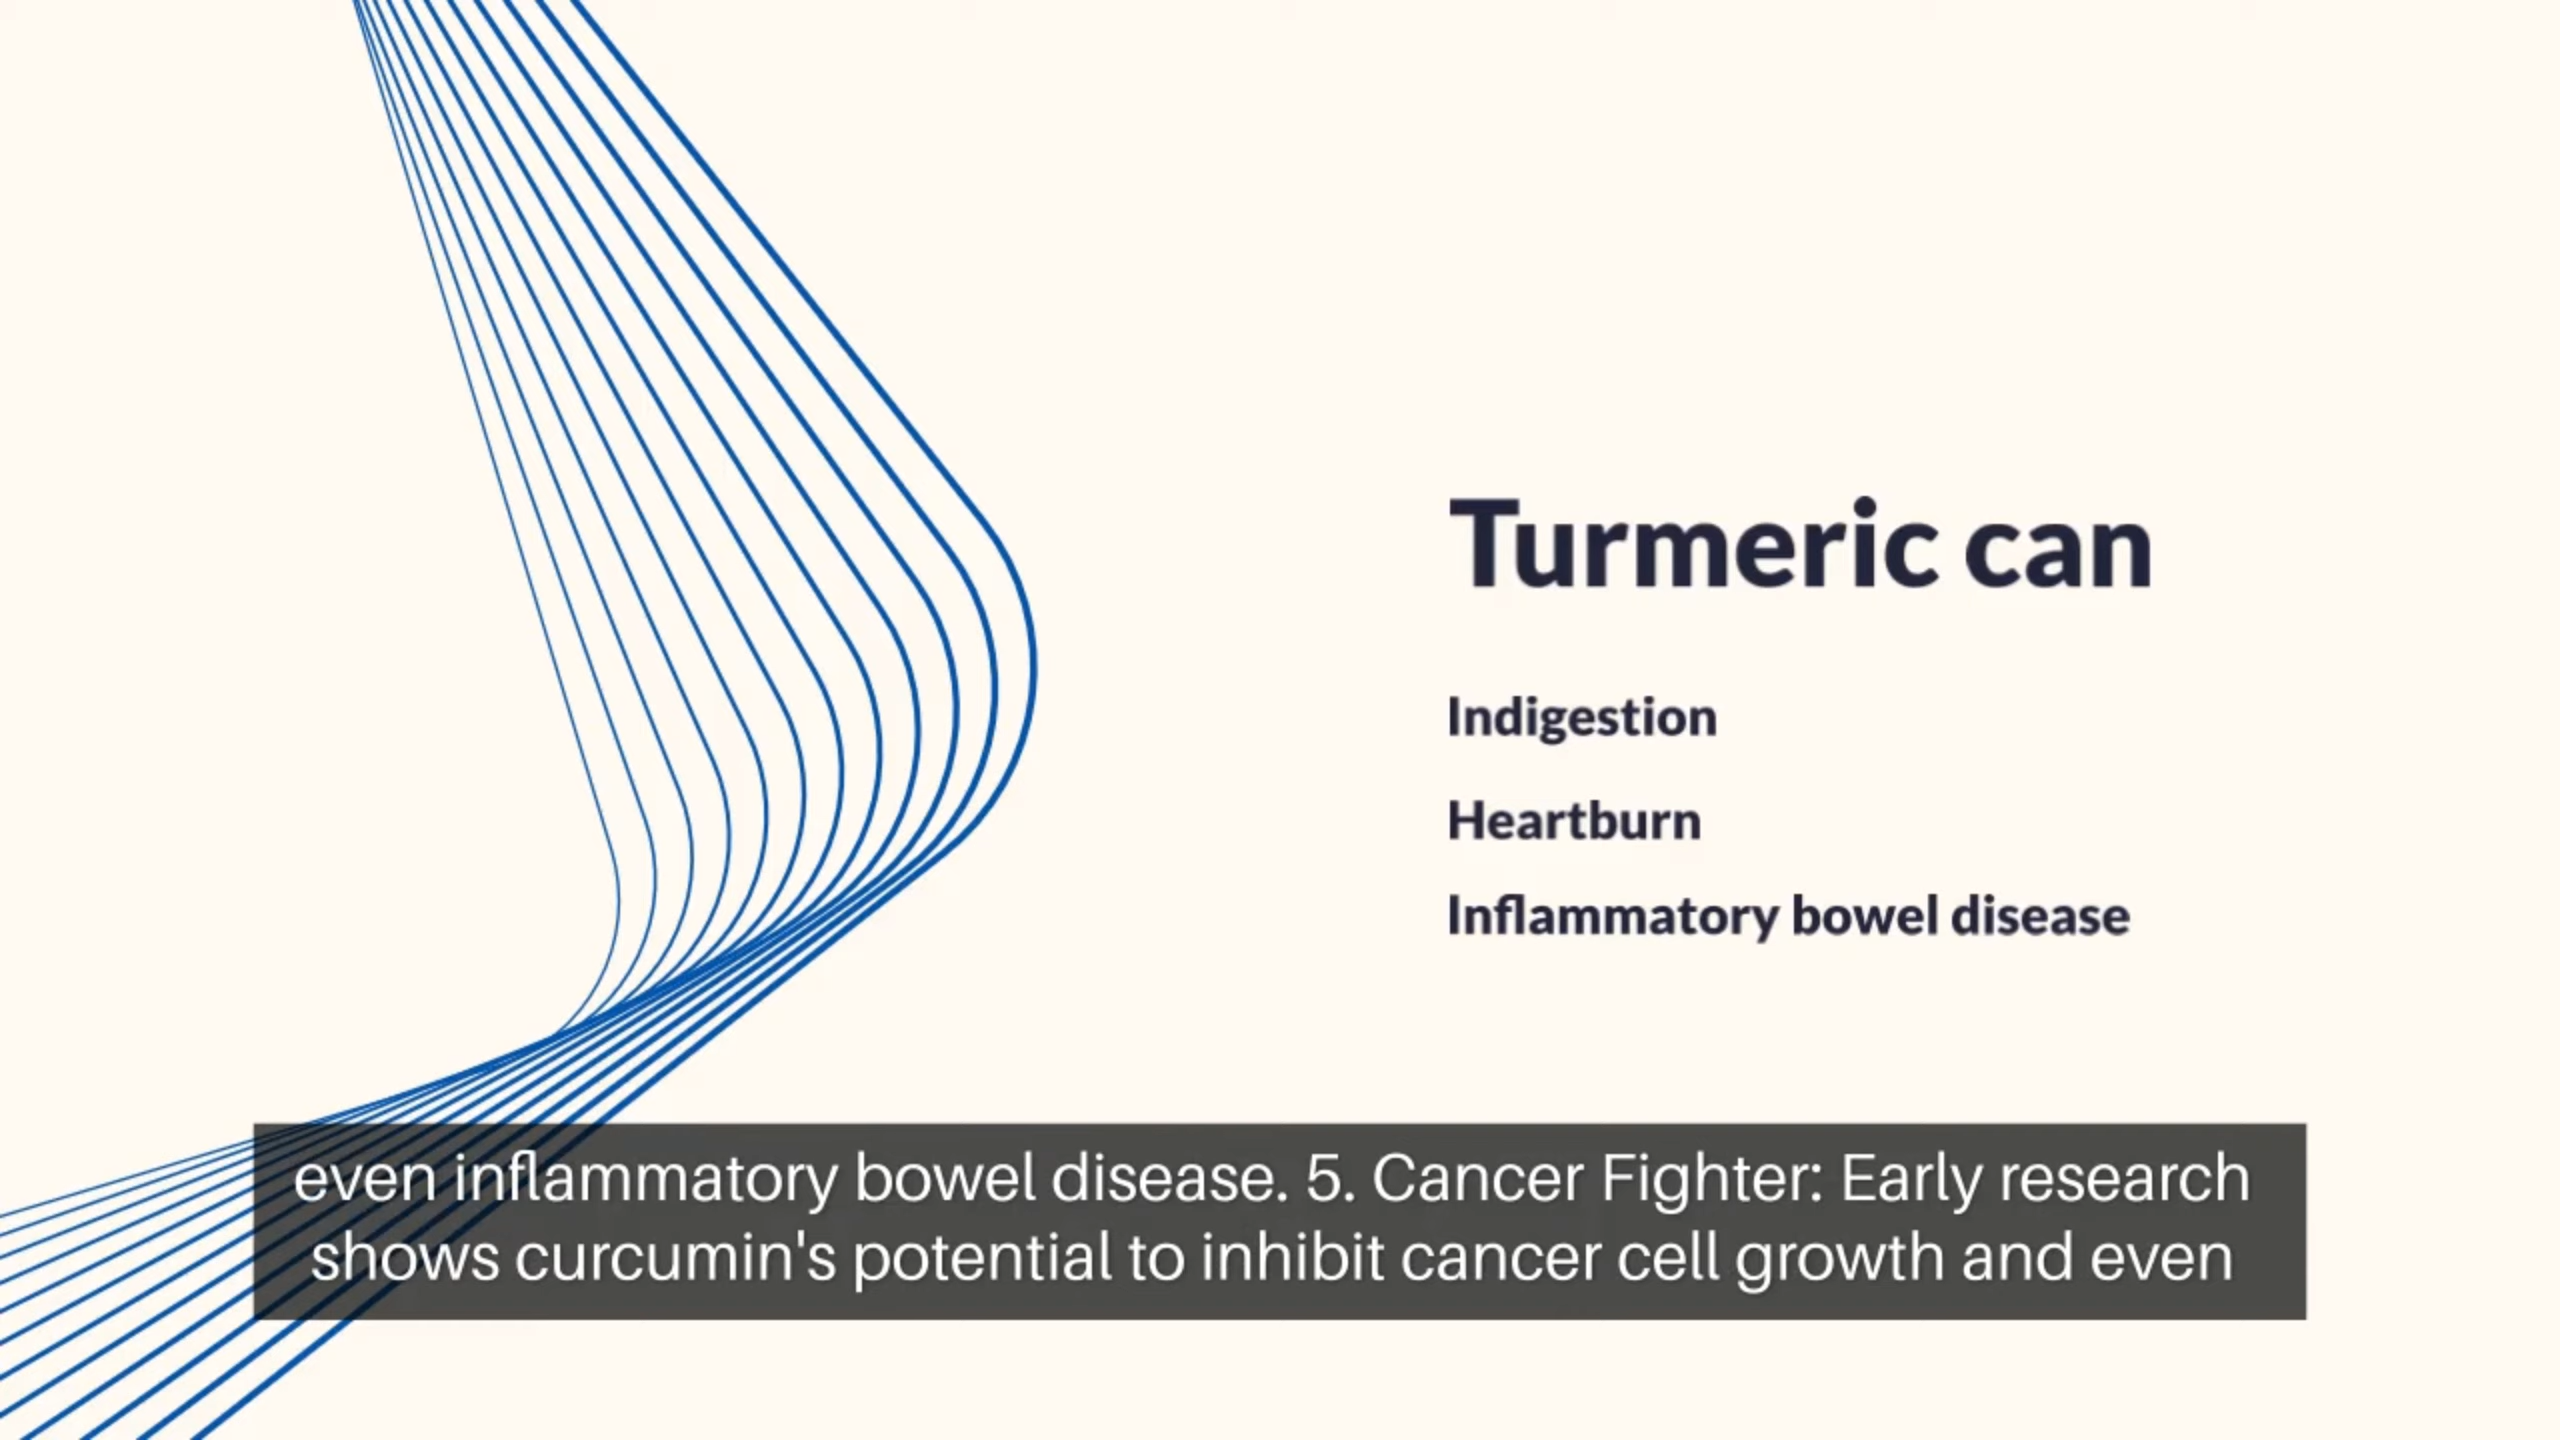 Turmeric can
Indigestion
Heartburn
Inflammatory bowel disease
even inflammatory bowel disease. 5. Cancer Fighter: Early research
shows curcumin's potential to inhibit cancer cell growth and even